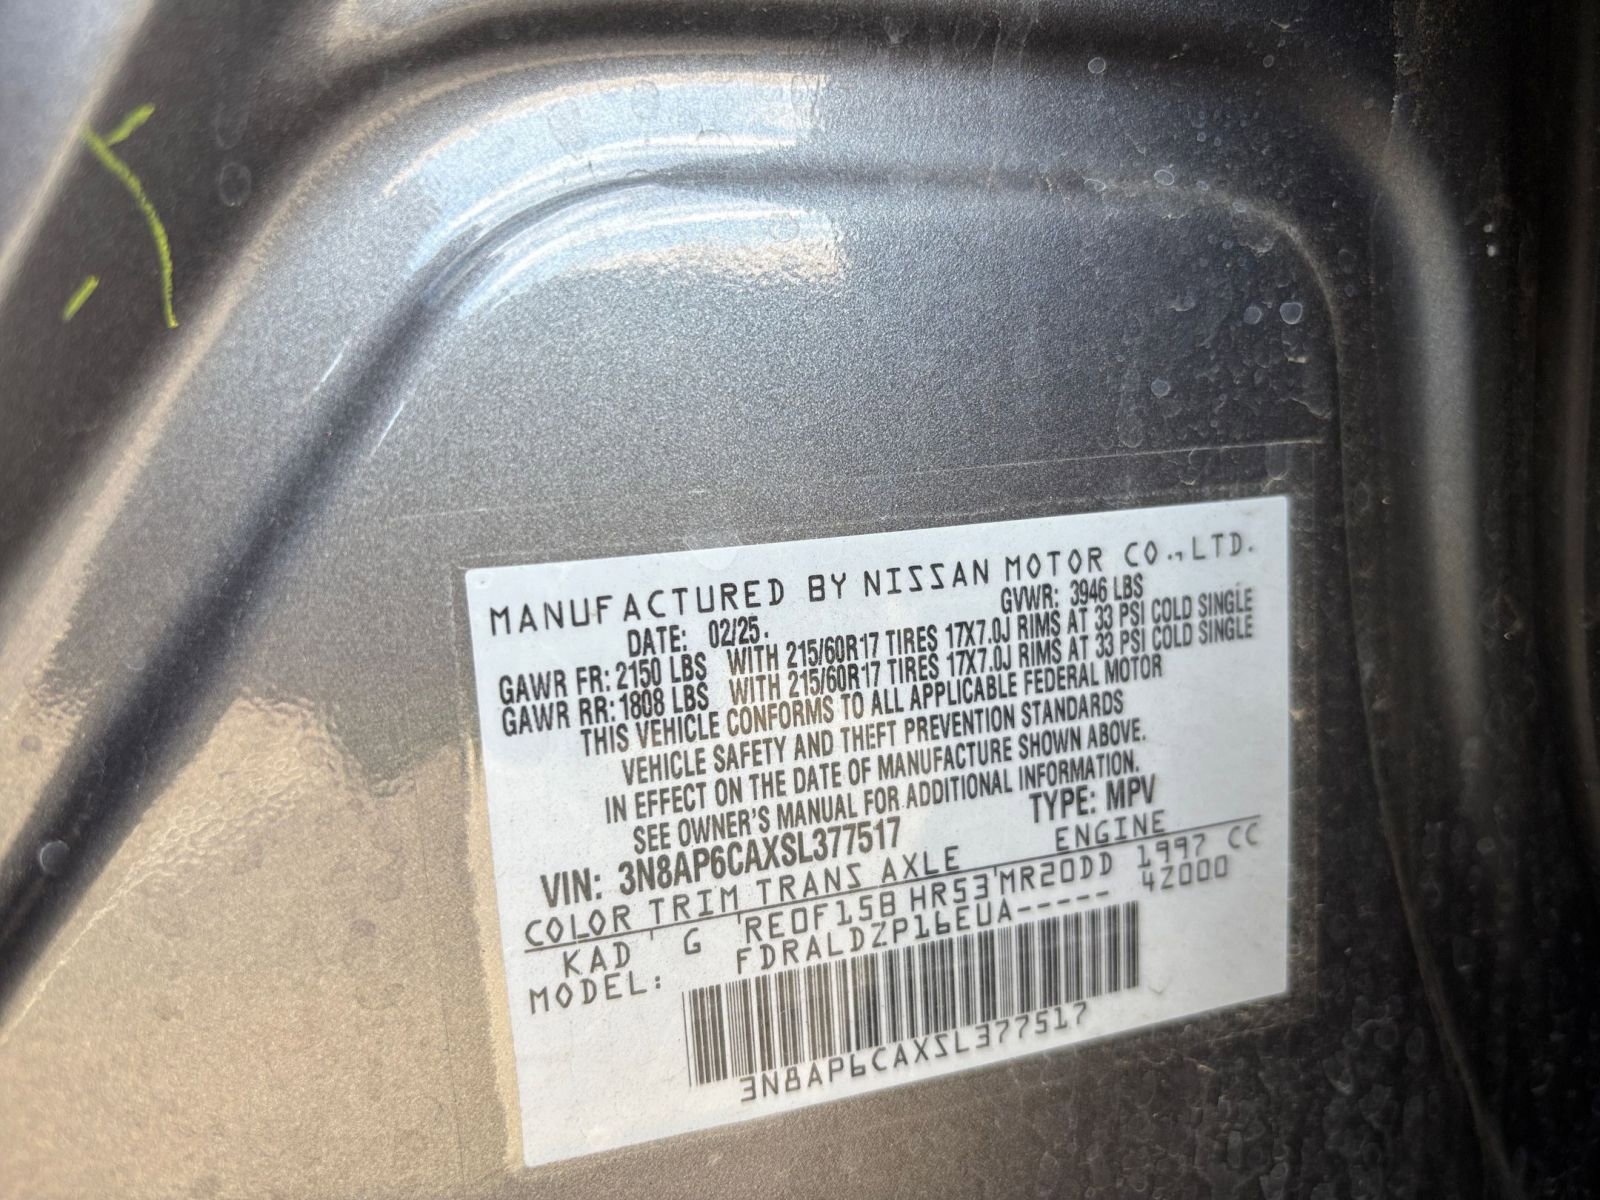 MANUFACTURED BY NISSAN MOTOR CO.,LTD.
DATE: 02/25. GVWR: 3946 LBS
GAWR FR: 2150 LBS WITH 215/60R17 TIRES 17X7.0J RIMS AT 33 PSI COLD SINGLE
GAWR RR: 1808 LBS WITH 215/60R17 TIRES 17X7.0J RIMS AT 33 PSI COLD SINGLE
THIS VEHICLE CONFORMS TO ALL APPLICABLE FEDERAL MOTOR
VEHICLE SAFETY AND THEFT PREVENTION STANDARDS
IN EFFECT ON THE DATE OF MANUFACTURE SHOWN ABOVE.
SEE OWNER'S MANUAL FOR ADDITIONAL INFORMATION.
VIN: 3N8AP6CAXSL377517 TYPE: MPV
COLOR TRIM TRANS AXLE ENGINE
KAD G RE0F15B HR53 MR20DD 1997 CC
MODEL: FDRALDZP16EUA----- 42000
3N8AP6CAXSL377517